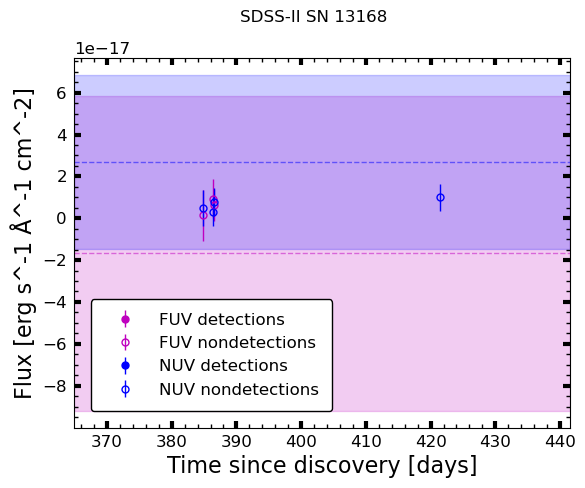 SDSS-II SN 13168
1e−17
Flux [erg s^-1 Å^-1 cm^-2]
6
4
2
0
−2
−4
−6
−8
FUV detections
FUV nondetections
NUV detections
NUV nondetections
370 380 390 400 410 420 430 440
Time since discovery [days]